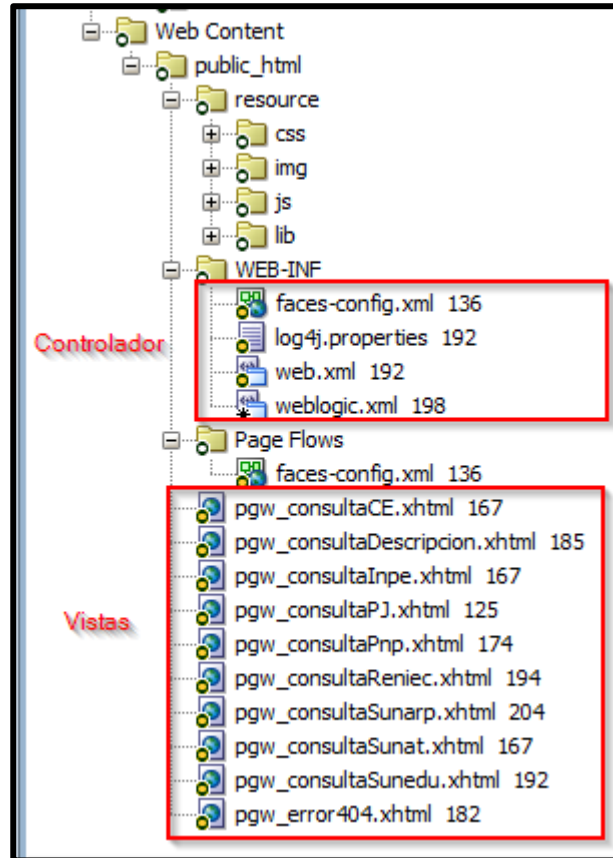 Web Content
public_html
resource
css
img
js
lib
WEB-INF
faces-config.xml 136
Controlador
log4j.properties 192
web.xml 192
weblogic.xml 198
Page Flows
faces-config.xml 136
pgw_consultaCE.xhtml 167
pgw_consultaDescripcion.xhtml 185
pgw_consultaInpe.xhtml 167
Vistas
pgw_consultaPJ.xhtml 125
pgw_consultaPnp.xhtml 174
pgw_consultaReniec.xhtml 194
pgw_consultaSunarp.xhtml 204
pgw_consultaSunat.xhtml 167
pgw_consultaSunedu.xhtml 192
pgw_error404.xhtml 182